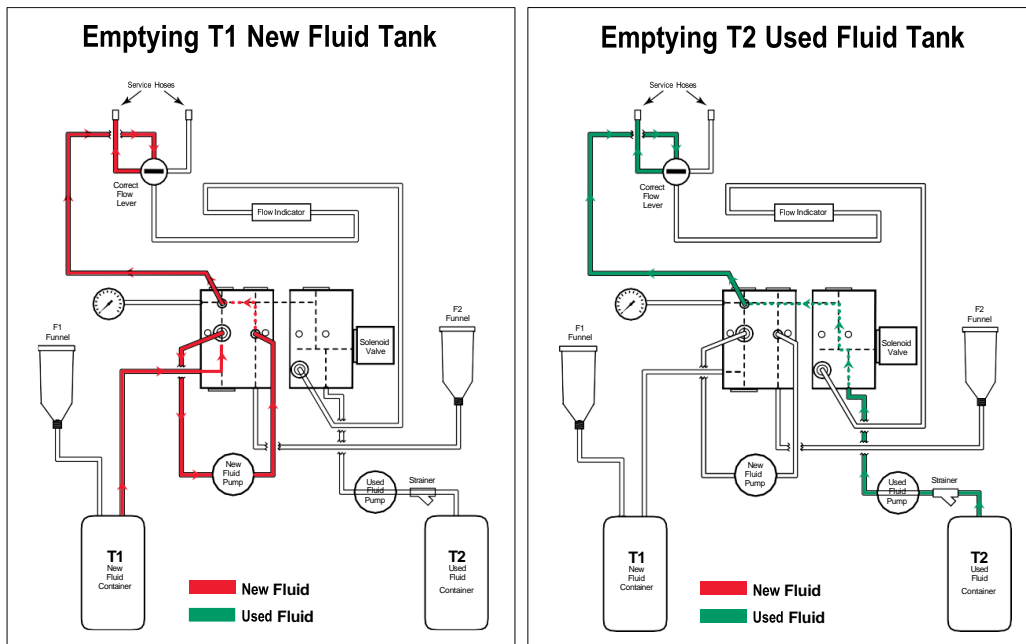 Emptying T1 New Fluid Tank
Service Hoses
Correct
Flow
Lever
Flow Indicator
F1
Funnel
F2
Funnel
Solenoid
Valve
New
Fluid
Pump
Used
Fluid
Pump
Strainer
T1
New
Fluid
Container
T2
Used
Fluid
Container
New Fluid
Used Fluid
Emptying T2 Used Fluid Tank
Service Hoses
Correct
Flow
Lever
Flow Indicator
F1
Funnel
F2
Funnel
Solenoid
Valve
New
Fluid
Pump
Used
Fluid
Pump
Strainer
T1
New
Fluid
Container
T2
Used
Fluid
Container
New Fluid
Used Fluid